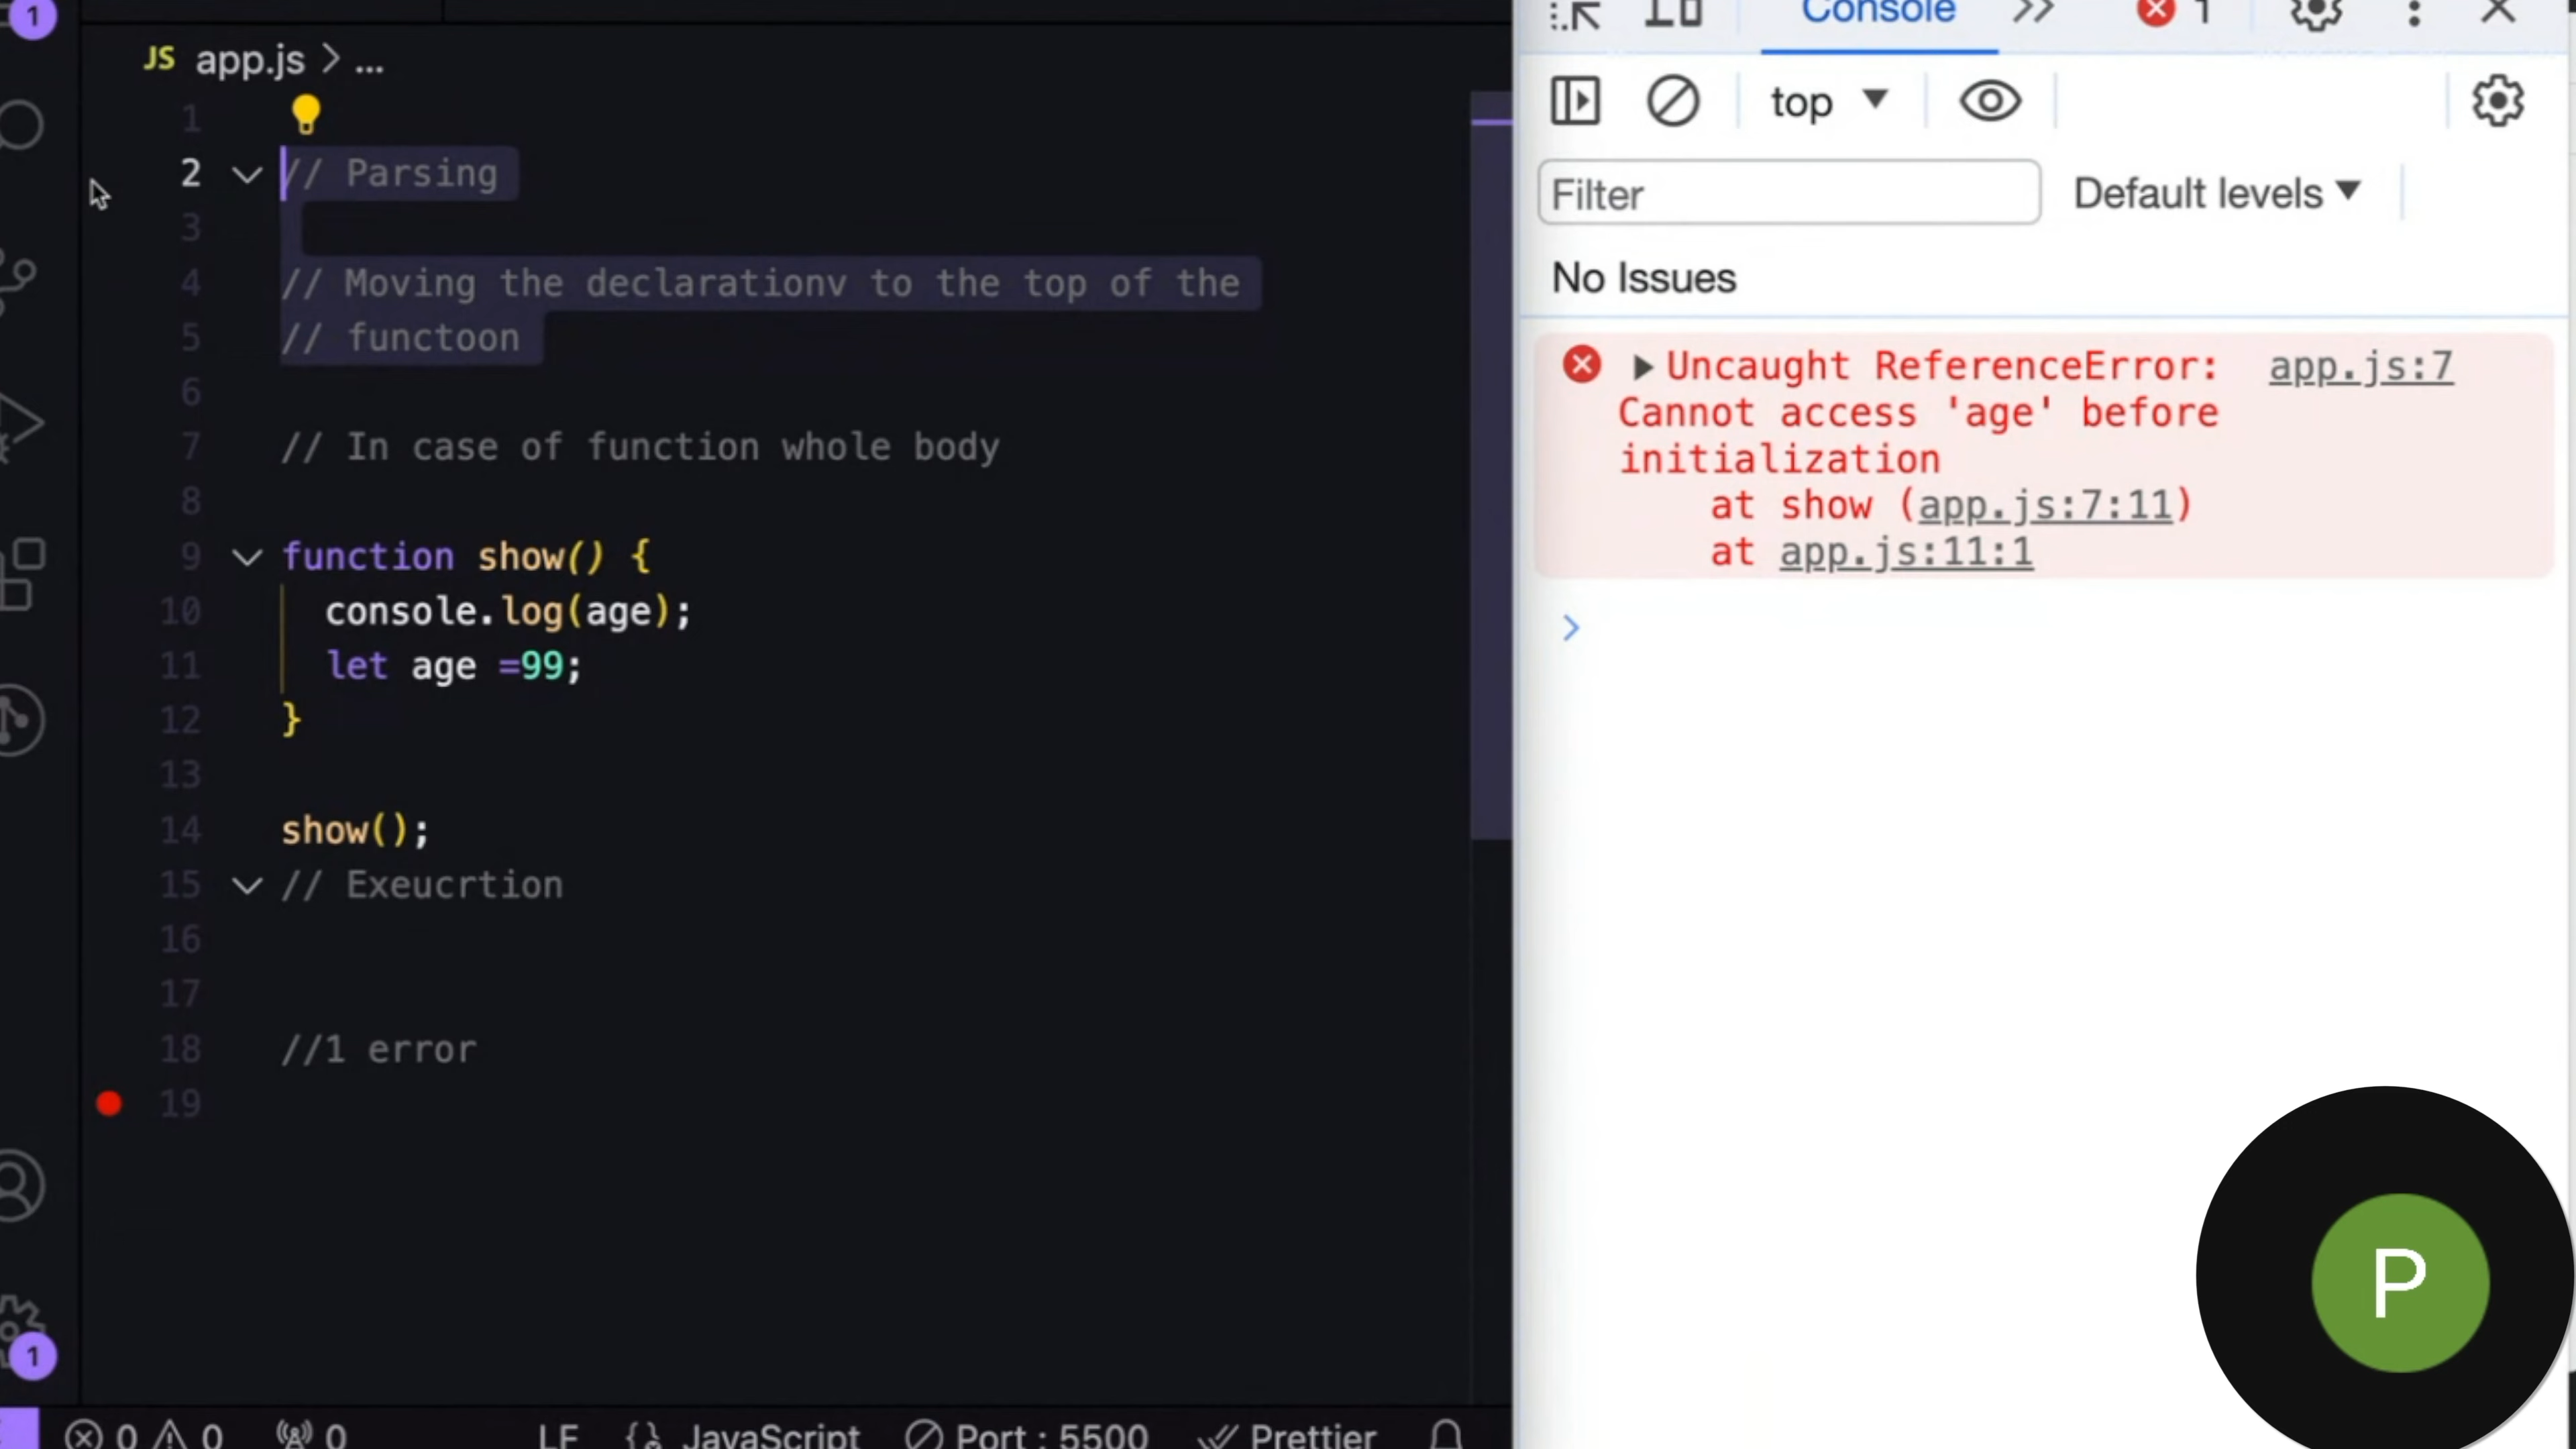 1
JS app.js > ...
1
2 // Parsing
3
4 // Moving the declarationv to the top of the
5 // functoon
6
7 // In case of function whole body
8
9 function show() {
10 console.log(age);
11 let age =99;
12 }
13
14 show();
15 // Exeucrtion
16
17
18 //1 error
19
1
0 0 0 LF JavaScript Port : 5500 Prettier
Console 1
top
Filter Default levels
No Issues
Uncaught ReferenceError: app.js:7
Cannot access 'age' before
initialization
at show (app.js:7:11)
at app.js:11:1
P